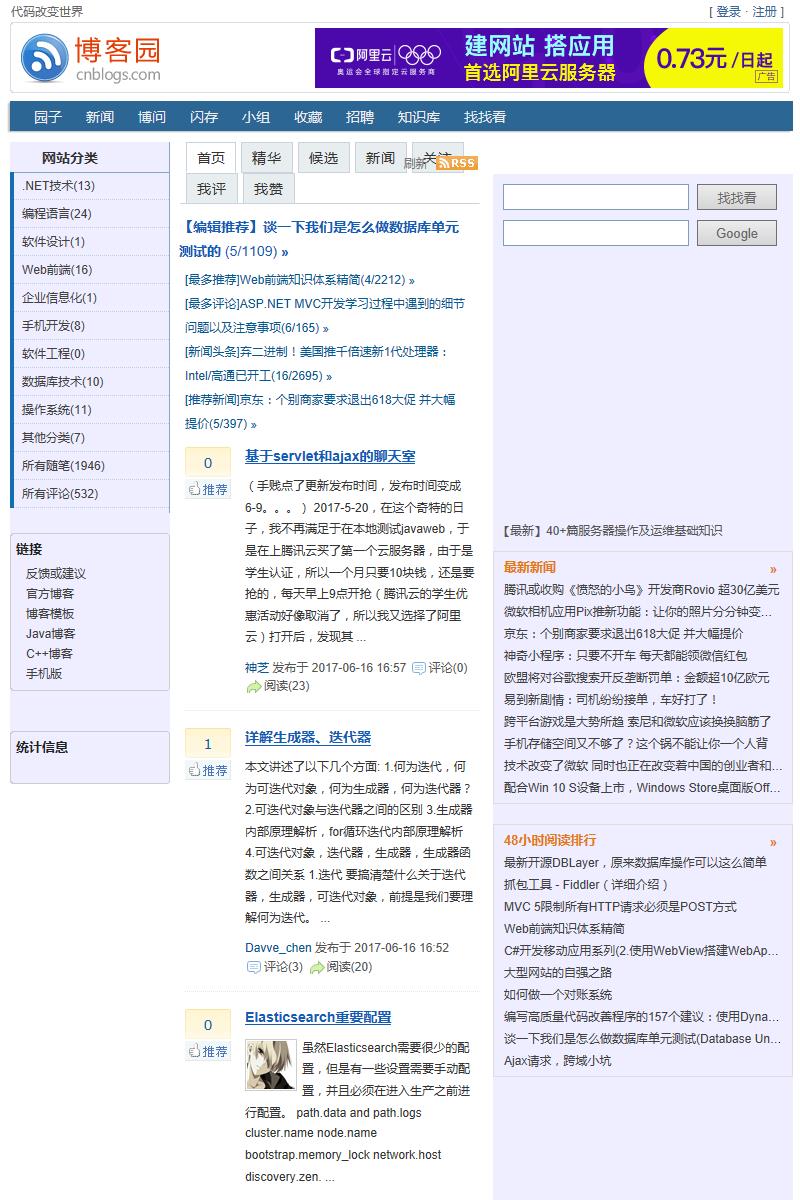 代码改变世界
[ 登录 · 注册 ]
博客园
cnblogs.com
阿里云
奥运会全球指定云服务商
建网站 搭应用
首选阿里云服务器
0.73元 /日起
广告
园子 新闻 博问 闪存 小组 收藏 招聘 知识库 找找看
网站分类
.NET技术(13)
编程语言(24)
软件设计(1)
Web前端(16)
企业信息化(1)
手机开发(8)
软件工程(0)
数据库技术(10)
操作系统(11)
其他分类(7)
所有随笔(1946)
所有评论(532)
链接
反馈或建议
官方博客
博客模板
Java博客
C++博客
手机版
统计信息
首页 精华 候选 新闻 关注
刷新 RSS
我评 我赞
【编辑推荐】谈一下我们是怎么做数据库单元
测试的 (5/1109) »
[最多推荐]Web前端知识体系精简(4/2212) »
[最多评论]ASP.NET MVC开发学习过程中遇到的细节
问题以及注意事项(6/165) »
[新闻头条]弃二进制！美国推千倍速新1代处理器：
Intel/高通已开工(16/2695) »
[推荐新闻]京东：个别商家要求退出618大促 并大幅
提价(5/397) »
0
推荐
基于servlet和ajax的聊天室
（手贱点了更新发布时间，发布时间变成
6-9。。。） 2017-5-20，在这个奇特的日
子，我不再满足于在本地测试javaweb，于
是在上腾讯云买了第一个云服务器，由于是
学生认证，所以一个月只要10块钱，还是要
抢的，每天早上9点开抢（腾讯云的学生优
惠活动好像取消了，所以我又选择了阿里
云）打开后，发现其 ...
神芝 发布于 2017-06-16 16:57 评论(0)
阅读(23)
1
推荐
详解生成器、迭代器
本文讲述了以下几个方面: 1.何为迭代，何
为可迭代对象，何为生成器，何为迭代器？
2.可迭代对象与迭代器之间的区别 3.生成器
内部原理解析，for循环迭代内部原理解析
4.可迭代对象，迭代器，生成器，生成器函
数之间关系 1.迭代 要搞清楚什么关于迭代
器，生成器，可迭代对象，前提是我们要理
解何为迭代。 ...
Davve_chen 发布于 2017-06-16 16:52
评论(3) 阅读(20)
0
推荐
Elasticsearch重要配置
虽然Elasticsearch需要很少的配
置，但是有一些设置需要手动配
置，并且必须在进入生产之前进
行配置。 path.data and path.logs
cluster.name node.name
bootstrap.memory_lock network.host
discovery.zen. ...
找找看
Google
【最新】40+篇服务器操作及运维基础知识
最新新闻 »
腾讯或收购《愤怒的小鸟》开发商Rovio 超30亿美元
微软相机应用Pix推新功能：让你的照片分分钟变...
京东：个别商家要求退出618大促 并大幅提价
神奇小程序：只要不开车 每天都能领微信红包
欧盟将对谷歌搜索开反垄断罚单：金额超10亿欧元
易到新剧情：司机纷纷接单，车好打了！
跨平台游戏是大势所趋 索尼和微软应该换换脑筋了
手机存储空间又不够了？这个锅不能让你一个人背
技术改变了微软 同时也正在改变着中国的创业者和...
配合Win 10 S设备上市，Windows Store桌面版Off...
48小时阅读排行 »
最新开源DBLayer，原来数据库操作可以这么简单
抓包工具 - Fiddler（详细介绍）
MVC 5限制所有HTTP请求必须是POST方式
Web前端知识体系精简
C#开发移动应用系列(2.使用WebView搭建WebAp...
大型网站的自强之路
如何做一个对账系统
编写高质量代码改善程序的157个建议：使用Dyna...
谈一下我们是怎么做数据库单元测试(Database Un...
Ajax请求，跨域小坑